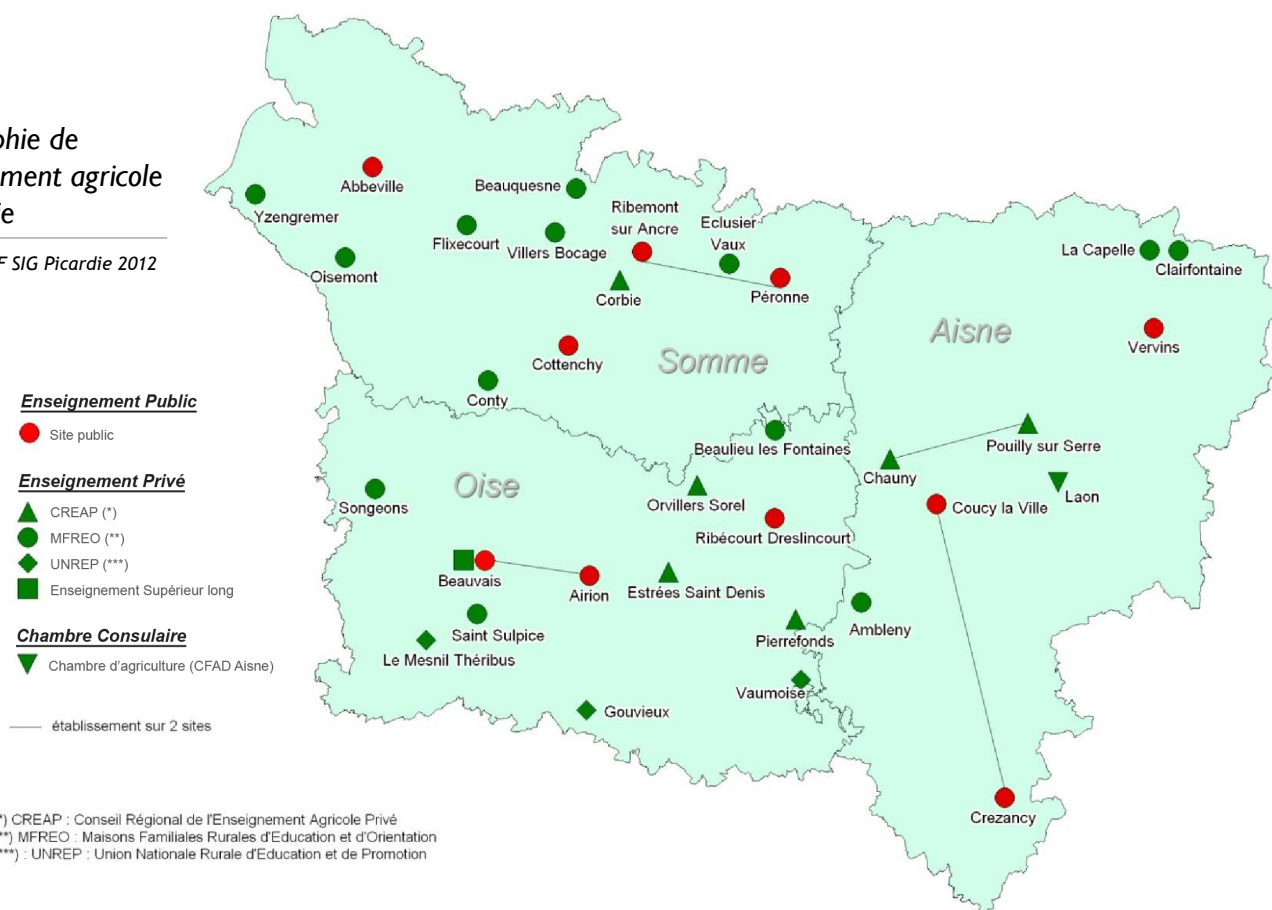 phie de
ment agricole
ie
F SIG Picardie 2012
Enseignement Public
Site public
Enseignement Privé
CREAP (*)
MFREO (**)
UNREP (***)
Enseignement Supérieur long
Chambre Consulaire
Chambre d'agriculture (CFAD Aisne)
établissement sur 2 sites
*) CREAP : Conseil Régional de l'Enseignement Agricole Privé
**) MFREO : Maisons Familiales Rurales d'Education et d'Orientation
***) : UNREP : Union Nationale Rurale d'Education et de Promotion
Abbeville
Yzengremer
Beauquesne
Flixecourt
Villers Bocage
Ribemont
sur Ancre
Eclusier
Vaux
Oisemont
Corbie
Péronne
Cottenchy
Somme
Conty
La Capelle
Clairfontaine
Aisne
Vervins
Pouilly sur Serre
Chauny
Laon
Coucy la Ville
Ambleny
Crezancy
Beaulieu les Fontaines
Oise
Songeons
Orvillers Sorel
Ribécourt Dreslincourt
Beauvais
Airion
Estrées Saint Denis
Saint Sulpice
Le Mesnil Théribus
Pierrefonds
Vaumoise
Gouvieux